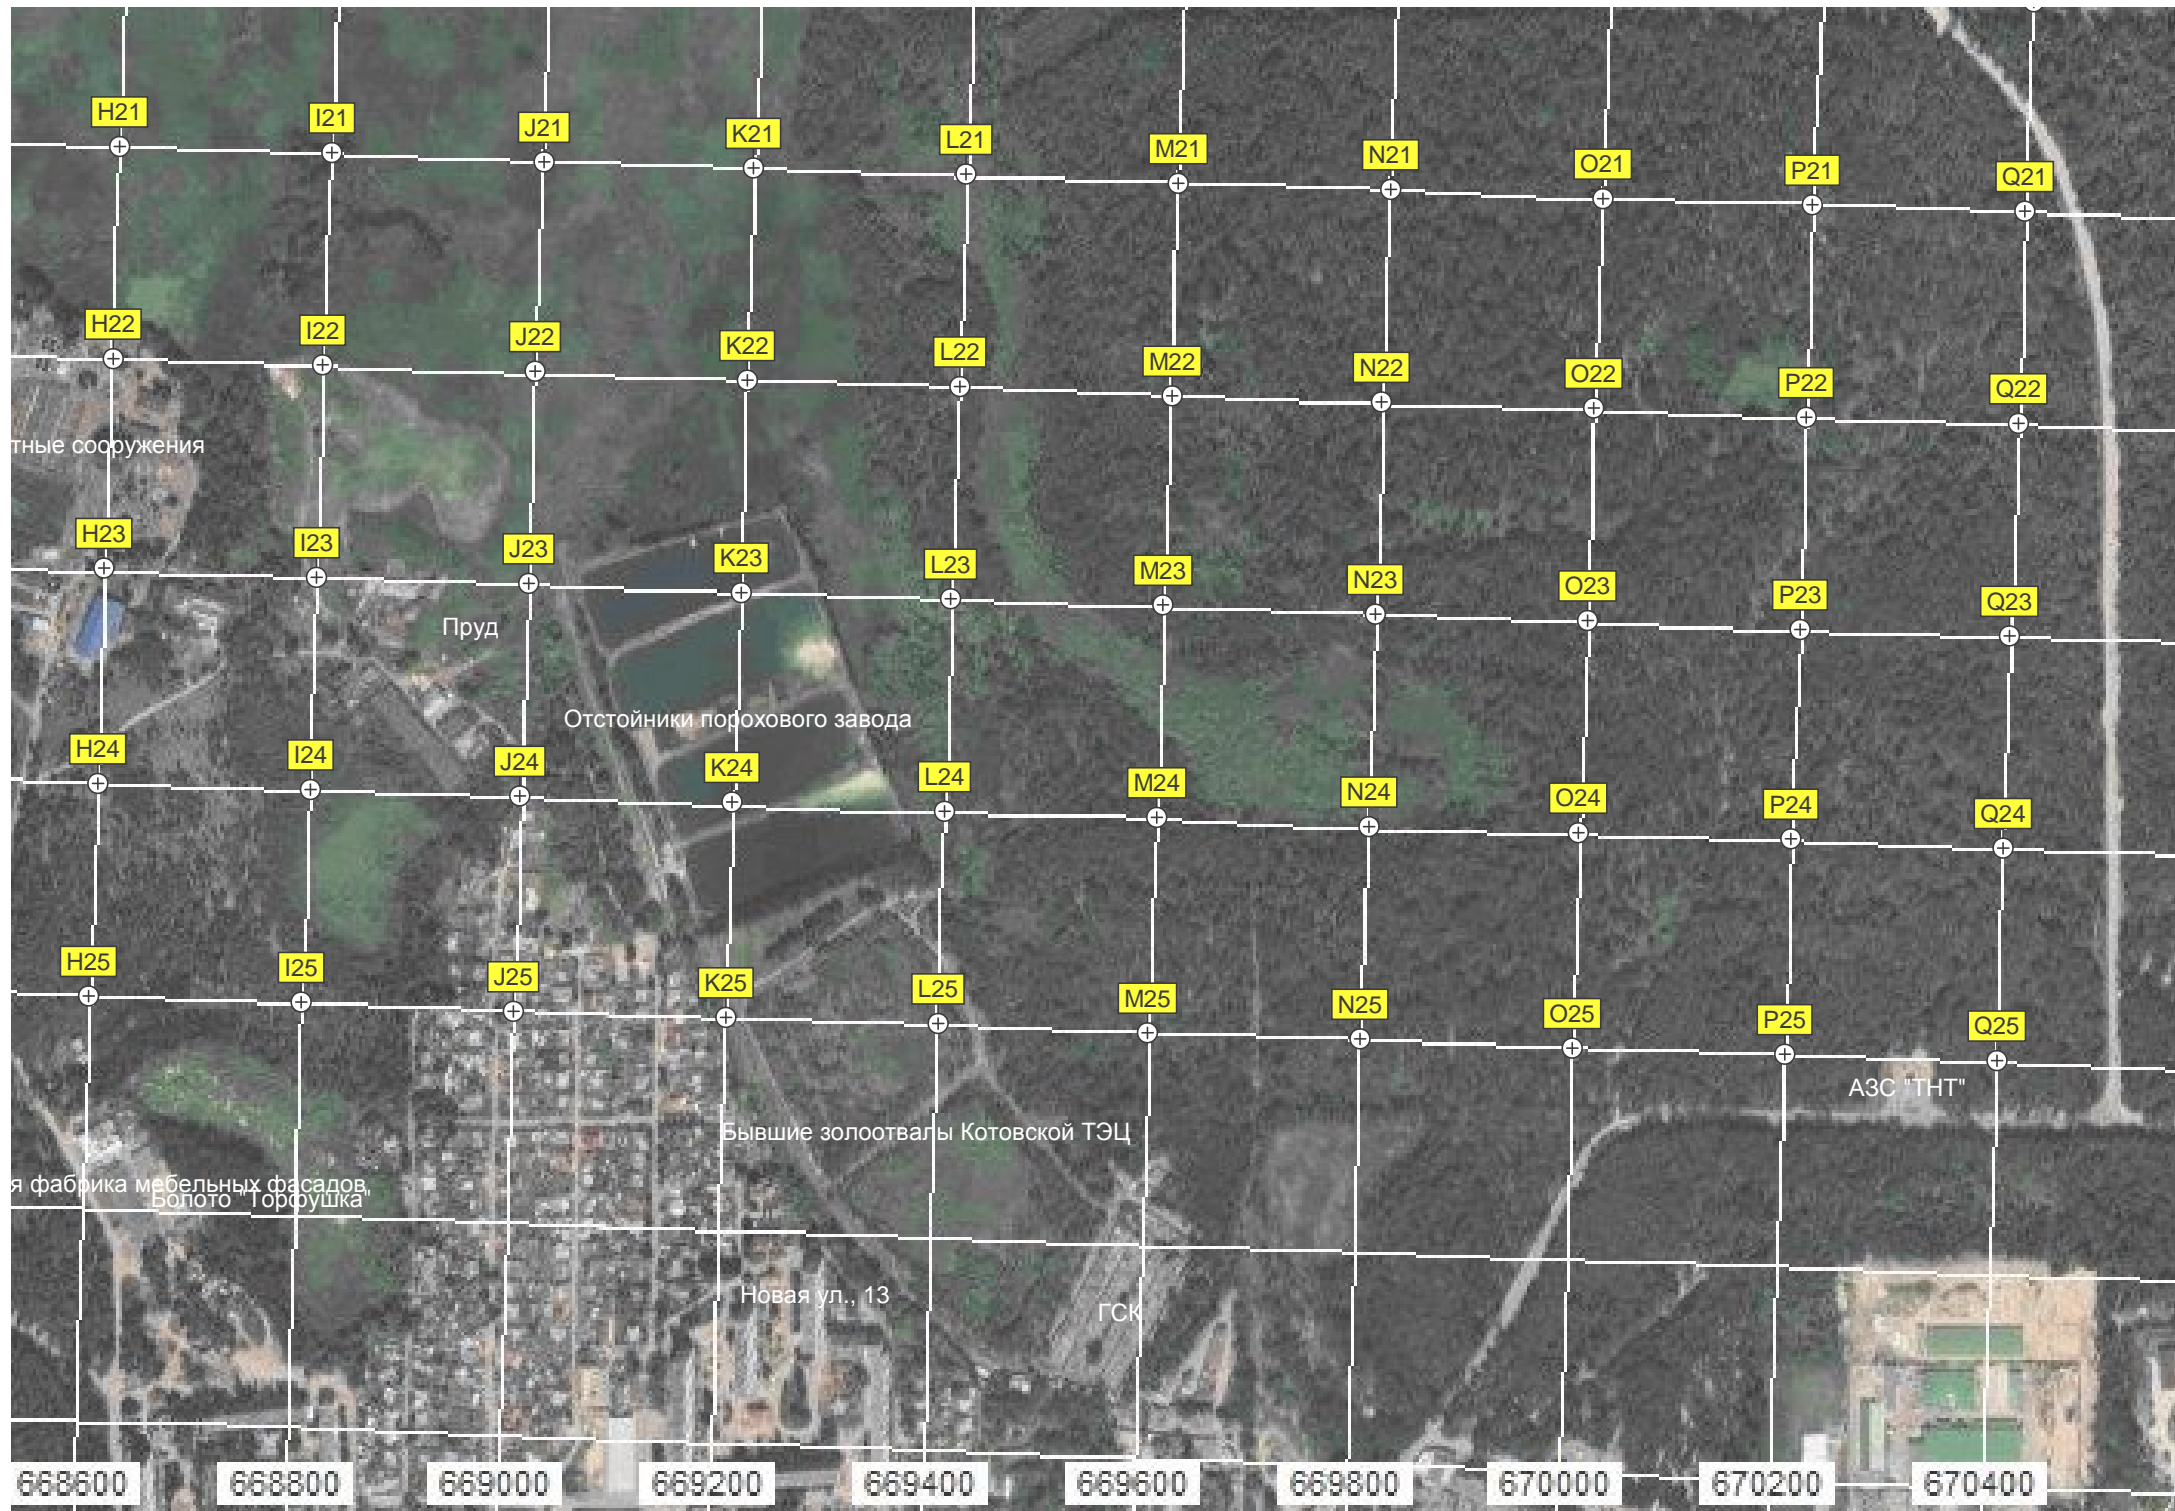 H21 I21 J21 K21 L21 M21 N21 O21 P21 Q21
H22 I22 J22 K22 L22 M22 N22 O22 P22 Q22
тные сооружения
H23 I23 J23 K23 L23 M23 N23 O23 P23 Q23
Пруд
Отстойники порохового завода
H24 I24 J24 K24 L24 M24 N24 O24 P24 Q24
H25 I25 J25 K25 L25 M25 N25 O25 P25 Q25
АЗС "ТНТ"
Бывшие золоотвалы Котовской ТЭЦ
я фабрика мебельных фасадов
Болото "Торфушка"
Новая ул., 13
ГСК
668600 668800 669000 669200 669400 669600 669800 670000 670200 670400